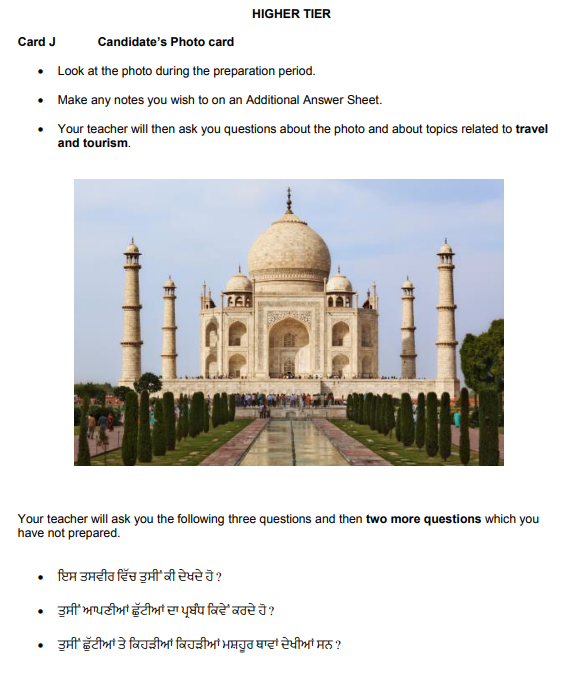 HIGHER TIER
Card J Candidate's Photo card
• Look at the photo during the preparation period.
• Make any notes you wish to on an Additional Answer Sheet.
• Your teacher will then ask you questions about the photo and about topics related to travel
and tourism.
Your teacher will ask you the following three questions and then two more questions which you
have not prepared.
• ਇਸ ਤਸਵੀਰ ਵਿੱਚ ਤੁਸੀਂ ਕੀ ਦੇਖਦੇ ਹੋ ?
• ਤੁਸੀਂ ਆਪਣੀਆਂ ਛੁੱਟੀਆਂ ਦਾ ਪ੍ਰਬੰਧ ਕਿਵੇਂ ਕਰਦੇ ਹੋ ?
• ਤੁਸੀਂ ਛੁੱਟੀਆਂ ਤੇ ਕਿਹੜੀਆਂ ਕਿਹੜੀਆਂ ਮਸ਼ਹੂਰ ਥਾਵਾਂ ਦੇਖੀਆਂ ਸਨ ?